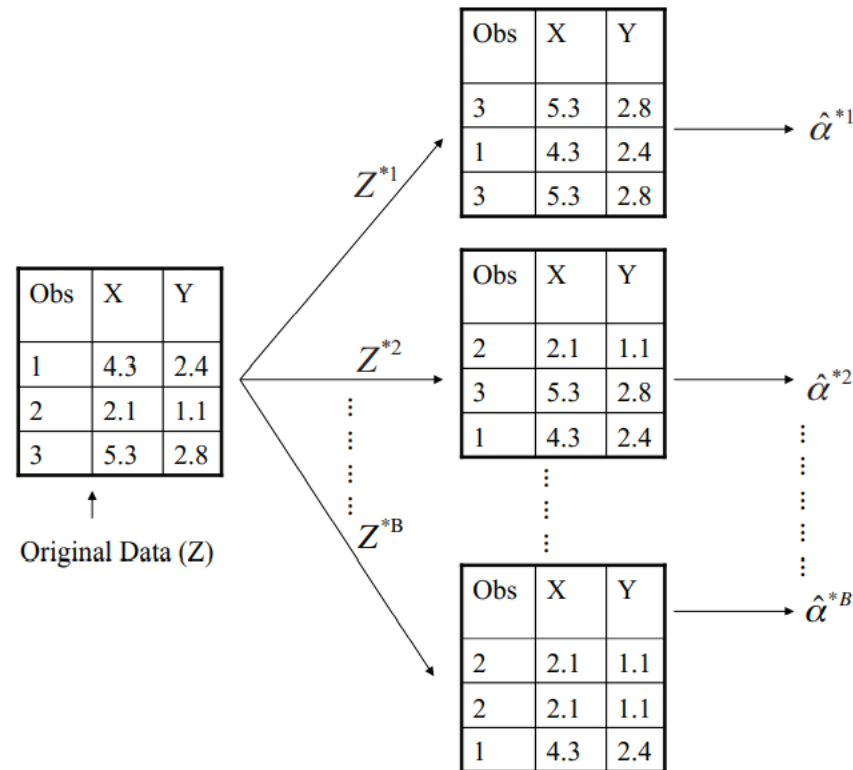 Obs X Y
3 5.3 2.8
1 4.3 2.4
3 5.3 2.8
α̂*1
Z*1
Obs X Y
1 4.3 2.4
2 2.1 1.1
3 5.3 2.8
Original Data (Z)
Z*2
Obs X Y
2 2.1 1.1
3 5.3 2.8
1 4.3 2.4
α̂*2
Z*B
Obs X Y
2 2.1 1.1
2 2.1 1.1
1 4.3 2.4
α̂*B